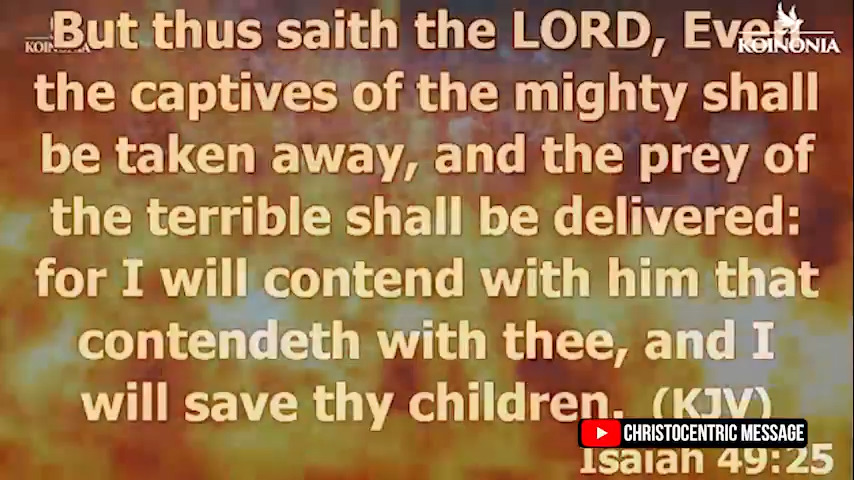 But thus saith the LORD, Even
the captives of the mighty shall
be taken away, and the prey of
the terrible shall be delivered:
for I will contend with him that
contendeth with thee, and I
will save thy children. (KJV)
Isaiah 49:25
KOINONIA
KOINONIA
CHRISTOCENTRIC MESSAGE